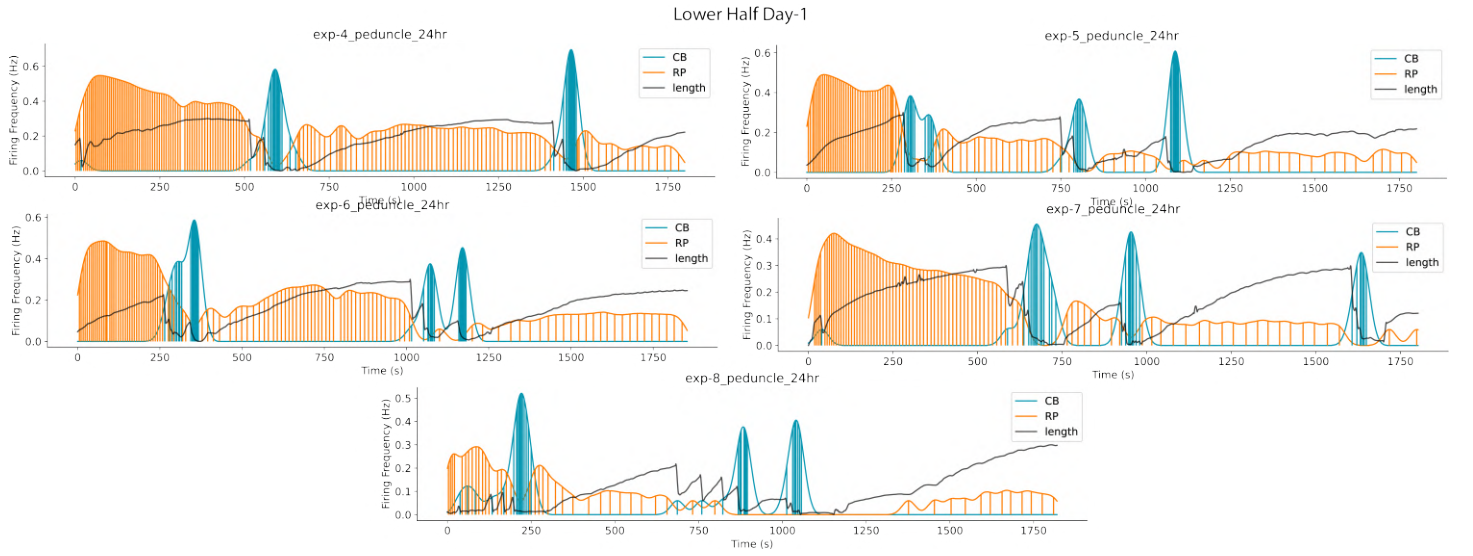 Lower Half Day-1
exp-4_peduncle_24hr
Firing Frequency (Hz)
0.6
0.4
0.2
0.0
CB
RP
length
0 250 500 750 1000 1250 1500 1750
Time (s)
exp-5_peduncle_24hr
Firing Frequency (Hz)
0.6
0.4
0.2
0.0
CB
RP
length
0 250 500 750 1000 1250 1500 1750
Time (s)
exp-6_peduncle_24hr
Firing Frequency (Hz)
0.6
0.4
0.2
0.0
CB
RP
length
0 250 500 750 1000 1250 1500 1750
Time (s)
exp-7_peduncle_24hr
Firing Frequency (Hz)
0.4
0.3
0.2
0.1
0.0
CB
RP
length
0 250 500 750 1000 1250 1500 1750
Time (s)
exp-8_peduncle_24hr
Firing Frequency (Hz)
0.5
0.4
0.3
0.2
0.1
0.0
CB
RP
length
0 250 500 750 1000 1250 1500 1750
Time (s)